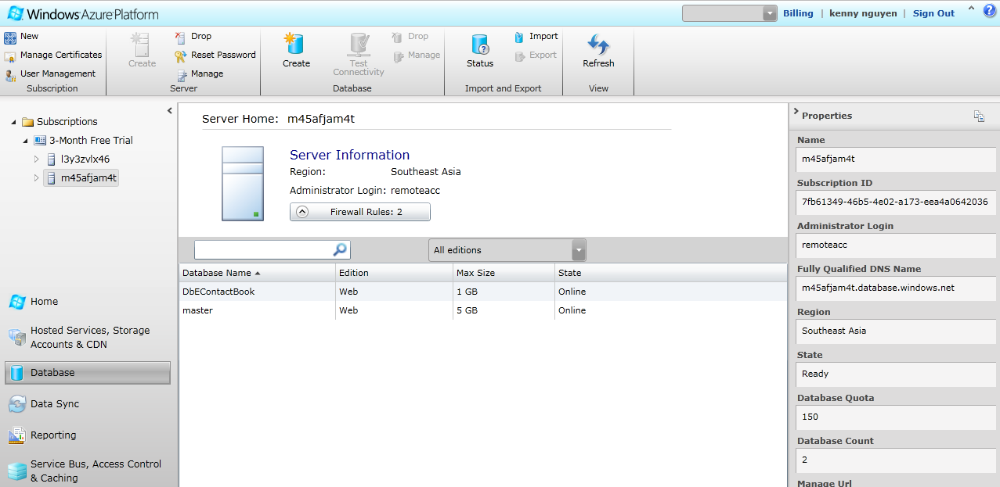 Windows Azure Platform
Billing | kenny nguyen | Sign Out
New
Manage Certificates
User Management
Subscription
Create
Drop
Reset Password
Manage
Server
Create
Test Connectivity
Drop
Manage
Database
Status
Import
Export
Import and Export
Refresh
View
Subscriptions
3-Month Free Trial
l3y3zvlx46
m45afjam4t
Home
Hosted Services, Storage
Accounts & CDN
Database
Data Sync
Reporting
Service Bus, Access Control
& Caching
Server Home: m45afjam4t
Server Information
Region: Southeast Asia
Administrator Login: remoteacc
Firewall Rules: 2
All editions
Database Name Edition Max Size State
DbEContactBook Web 1 GB Online
master Web 5 GB Online
Properties
Name
m45afjam4t
Subscription ID
7fb61349-46b5-4e02-a173-eea4a0642036
Administrator Login
remoteacc
Fully Qualified DNS Name
m45afjam4t.database.windows.net
Region
Southeast Asia
State
Ready
Database Quota
150
Database Count
2
Manage Url